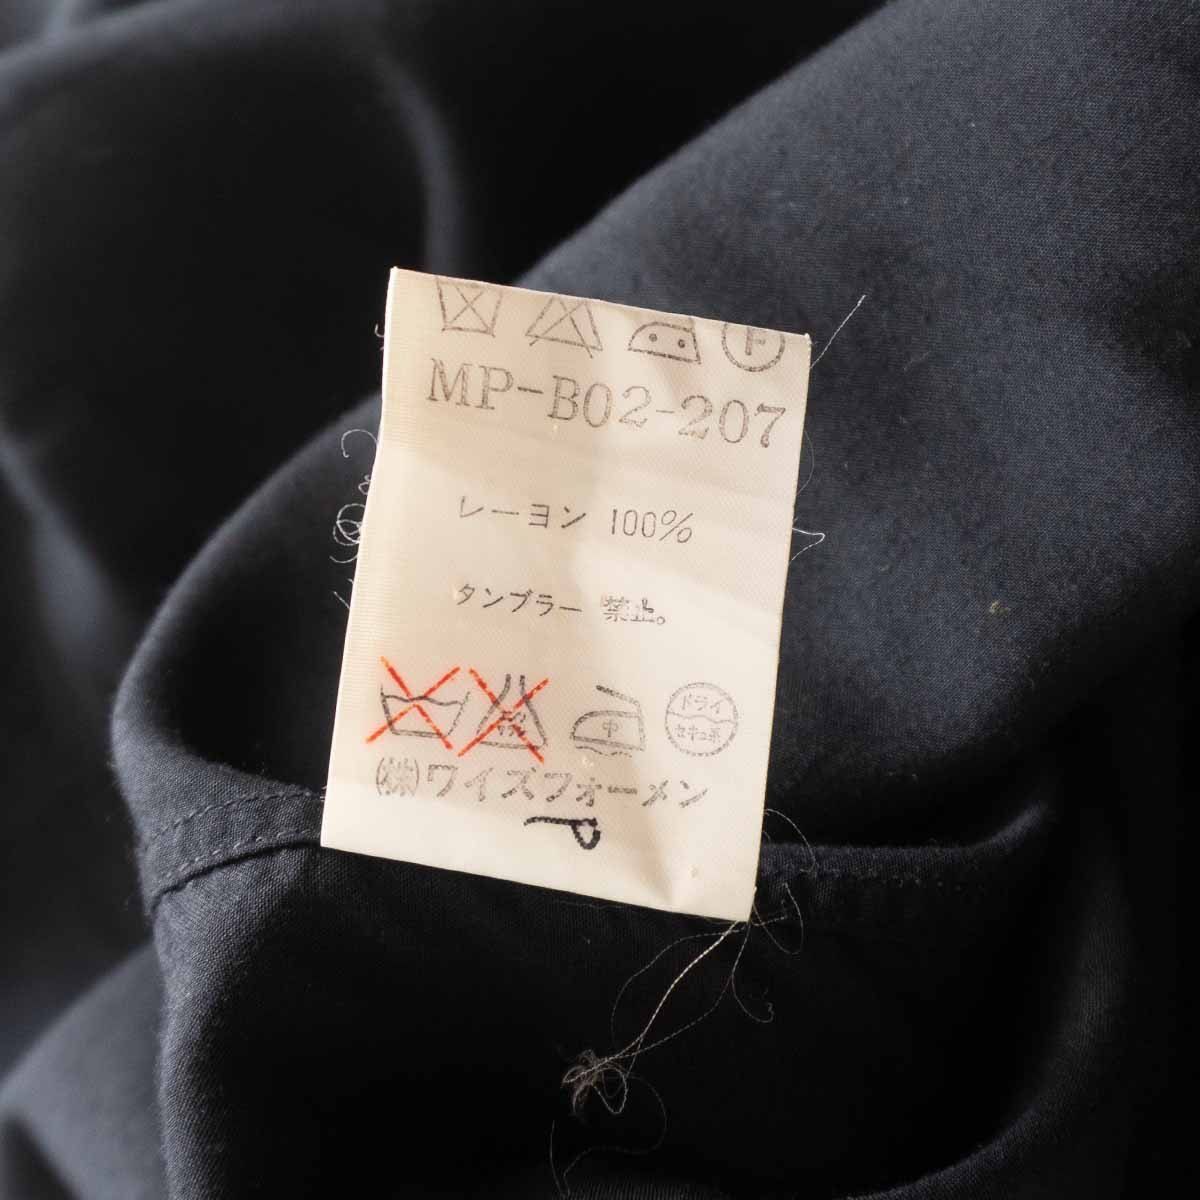 F
MP-B02-207
レーヨン 100%
タンブラー 禁止。
中 ドライ セキユ系
㈱ワイズフォーメン
P